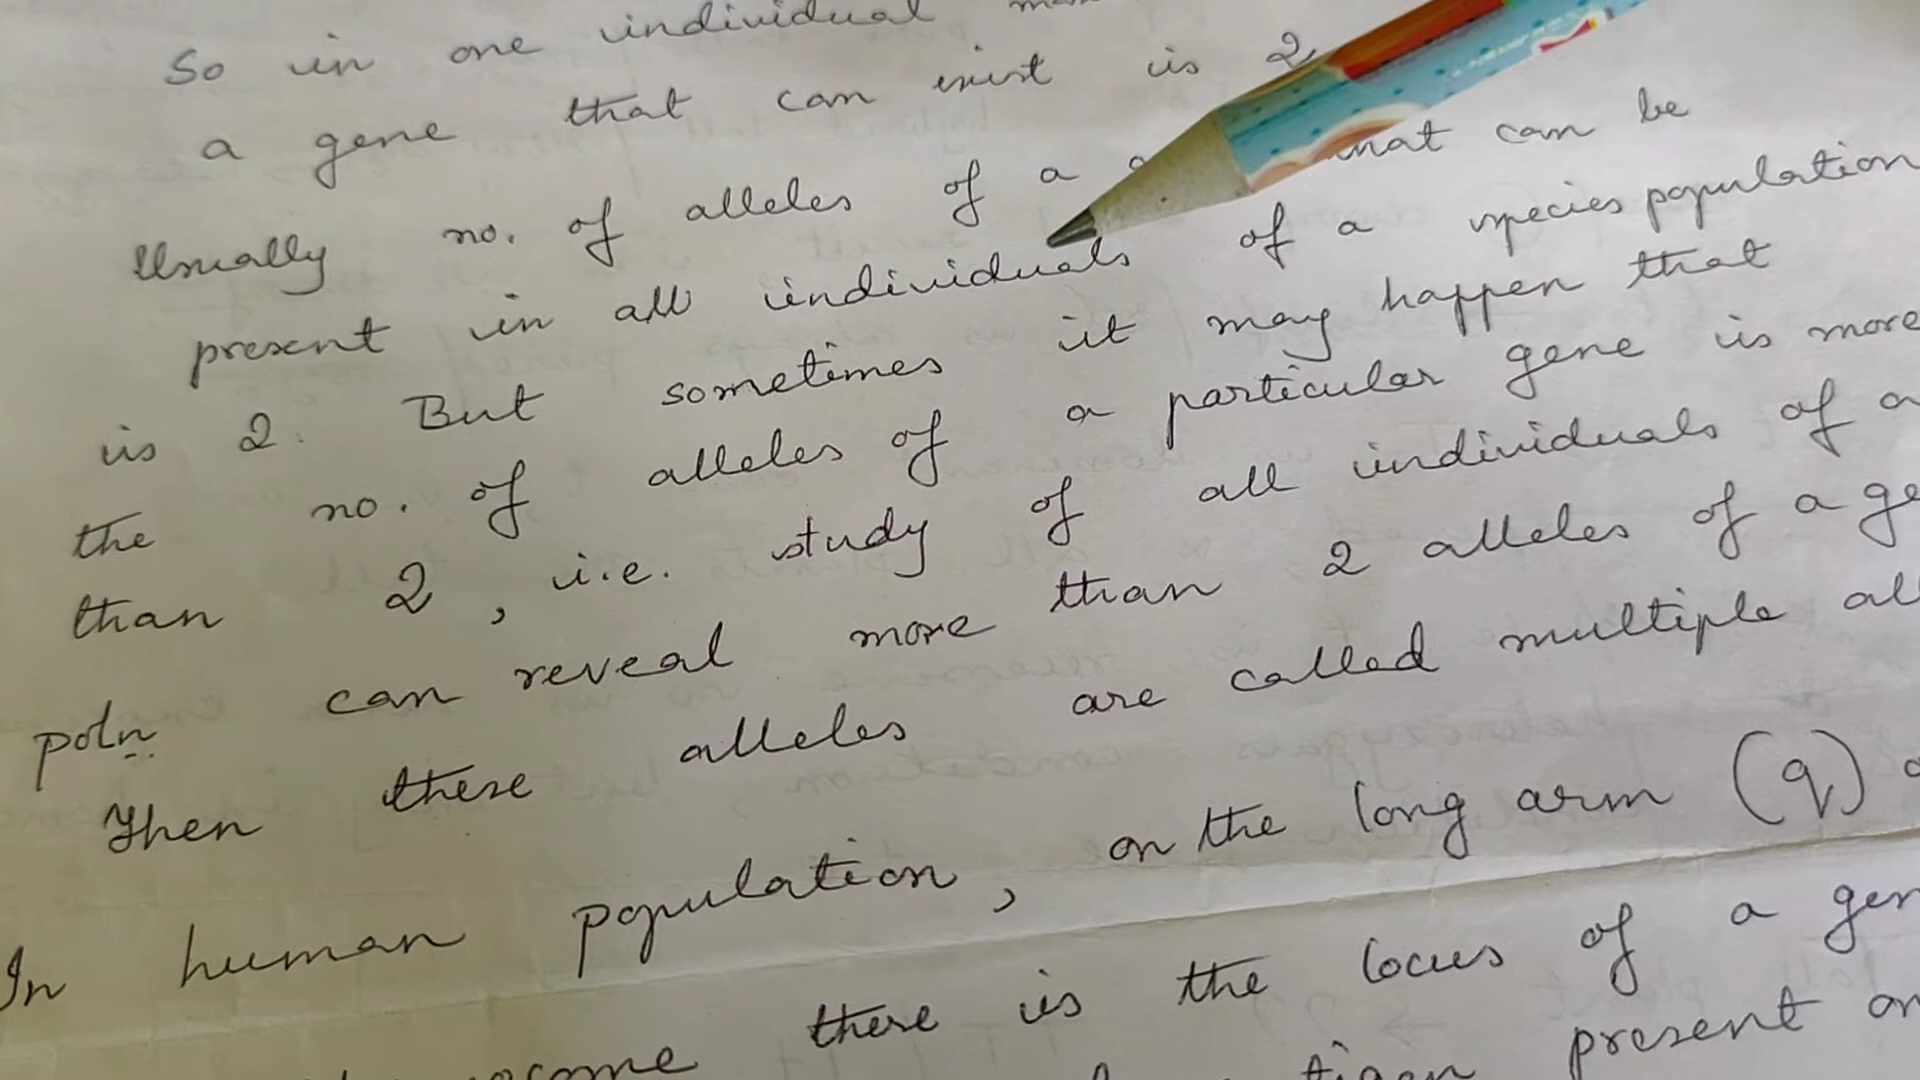 So in one individual
a gene that can exist is 2
Usually no. of alleles of a that can be
present in all individuals of a species population
is 2. But sometimes it may happen that
the no. of alleles of a particular gene is more
than 2, i.e. study of all individuals of a
poln can reveal more than 2 alleles of a
Then these alleles are called multiple
In human population, on the long arm (q)
there is the locus of a
present on